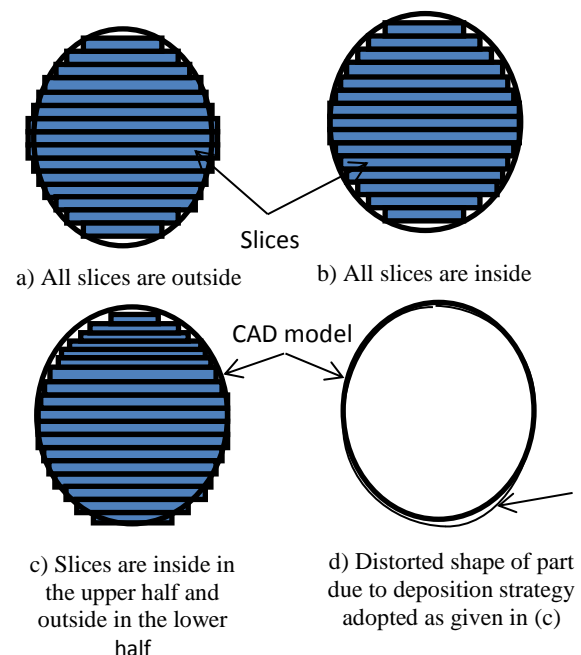 Slices
a) All slices are outside
b) All slices are inside
CAD model
c) Slices are inside in
the upper half and
outside in the lower
half
d) Distorted shape of part
due to deposition strategy
adopted as given in (c)